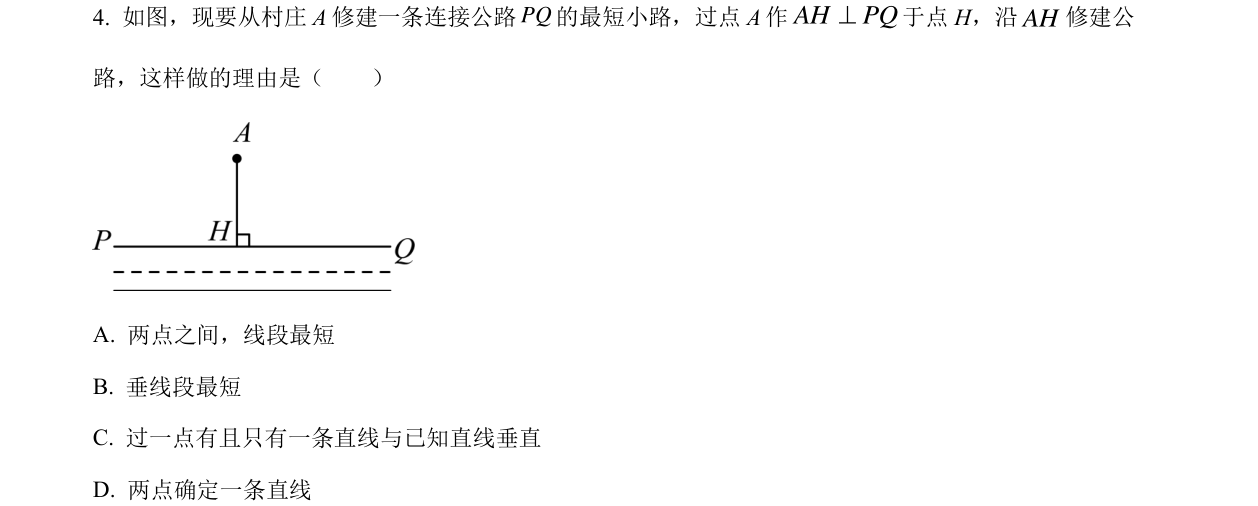 4. 如图，现要从村庄 A 修建一条连接公路 PQ 的最短小路，过点 A 作 AH ⊥ PQ 于点 H，沿 AH 修建公
路，这样做的理由是（　　）
A
H
P
Q
A. 两点之间，线段最短
B. 垂线段最短
C. 过一点有且只有一条直线与已知直线垂直
D. 两点确定一条直线